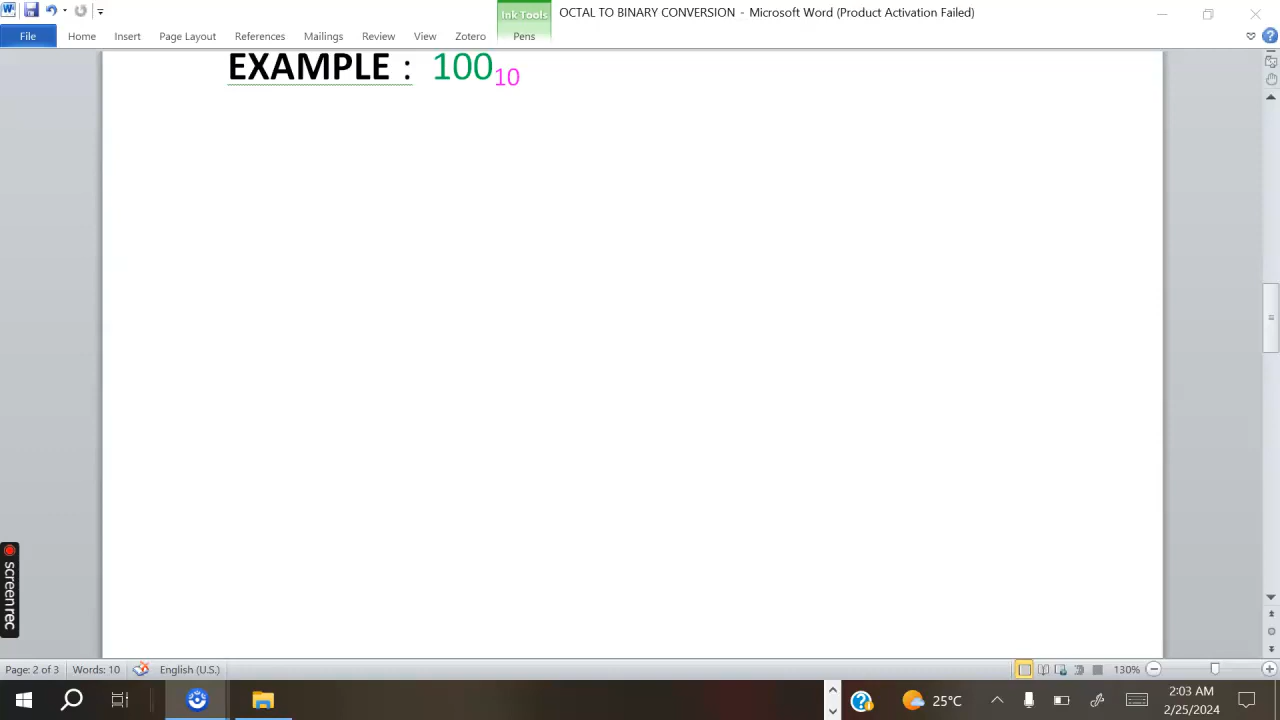 Ink Tools
OCTAL TO BINARY CONVERSION - Microsoft Word (Product Activation Failed)
File Home Insert Page Layout References Mailings Review View Zotero Pens
EXAMPLE : 100₁₀
screen rec
Page: 2 of 3 Words: 10 English (U.S.) 130%
25°C
2:03 AM
2/25/2024